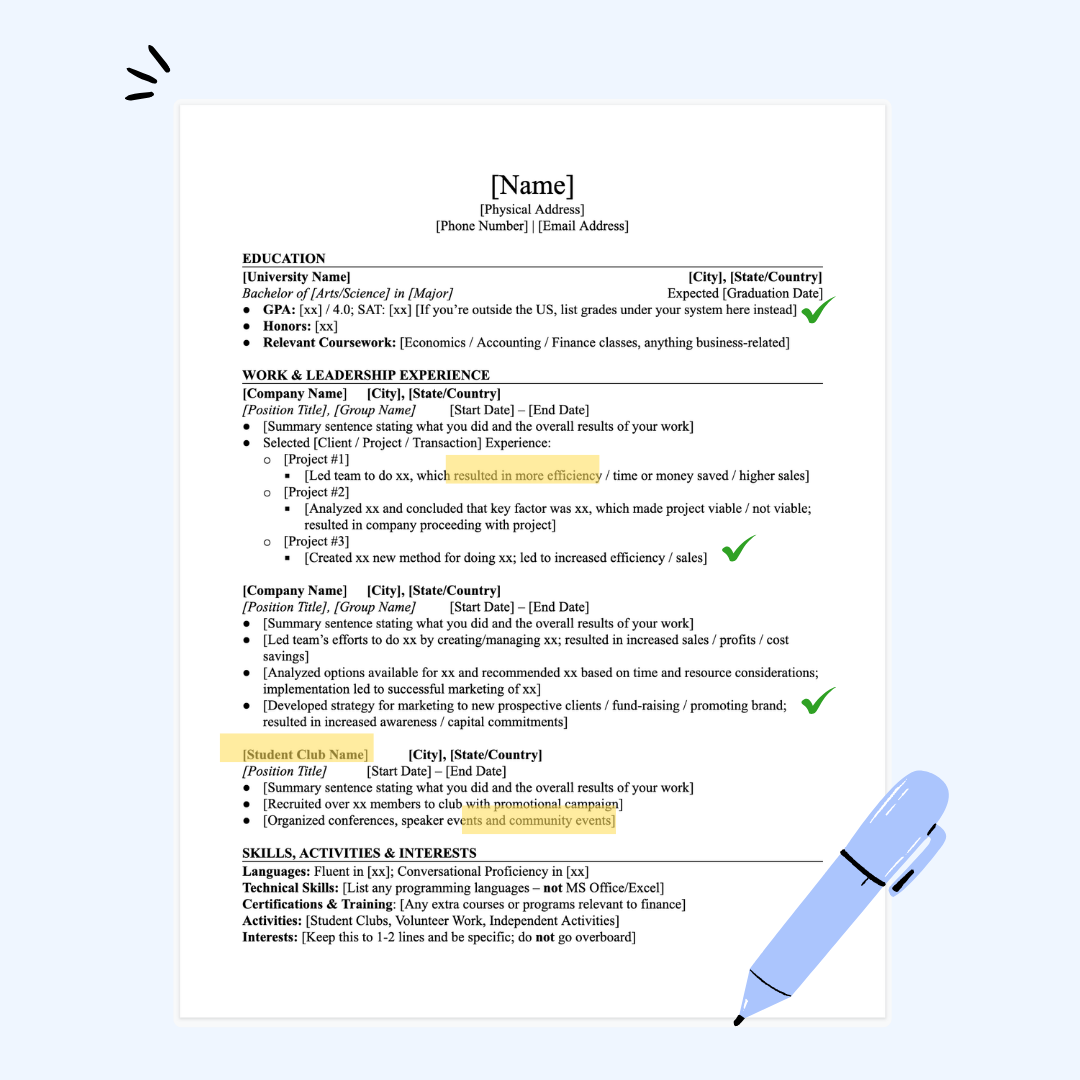 [Name]
[Physical Address]
[Phone Number] | [Email Address]
EDUCATION
[University Name] [City], [State/Country]
Bachelor of [Arts/Science] in [Major] Expected [Graduation Date]
● GPA: [xx] / 4.0; SAT: [xx] [If you’re outside the US, list grades under your system here instead]
● Honors: [xx]
● Relevant Coursework: [Economics / Accounting / Finance classes, anything business-related]
WORK & LEADERSHIP EXPERIENCE
[Company Name] [City], [State/Country]
[Position Title], [Group Name] [Start Date] – [End Date]
● [Summary sentence stating what you did and the overall results of your work]
● Selected [Client / Project / Transaction] Experience:
o [Project #1]
▪ [Led team to do xx, which resulted in more efficiency / time or money saved / higher sales]
o [Project #2]
▪ [Analyzed xx and concluded that key factor was xx, which made project viable / not viable;
resulted in company proceeding with project]
o [Project #3]
▪ [Created xx new method for doing xx; led to increased efficiency / sales]
[Company Name] [City], [State/Country]
[Position Title], [Group Name] [Start Date] – [End Date]
● [Summary sentence stating what you did and the overall results of your work]
● [Led team’s efforts to do xx by creating/managing xx; resulted in increased sales / profits / cost
savings]
● [Analyzed options available for xx and recommended xx based on time and resource considerations;
implementation led to successful marketing of xx]
● [Developed strategy for marketing to new prospective clients / fund-raising / promoting brand;
resulted in increased awareness / capital commitments]
[Student Club Name] [City], [State/Country]
[Position Title] [Start Date] – [End Date]
● [Summary sentence stating what you did and the overall results of your work]
● [Recruited over xx members to club with promotional campaign]
● [Organized conferences, speaker events and community events]
SKILLS, ACTIVITIES & INTERESTS
Languages: Fluent in [xx]; Conversational Proficiency in [xx]
Technical Skills: [List any programming languages – not MS Office/Excel]
Certifications & Training: [Any extra courses or programs relevant to finance]
Activities: [Student Clubs, Volunteer Work, Independent Activities]
Interests: [Keep this to 1-2 lines and be specific; do not go overboard]